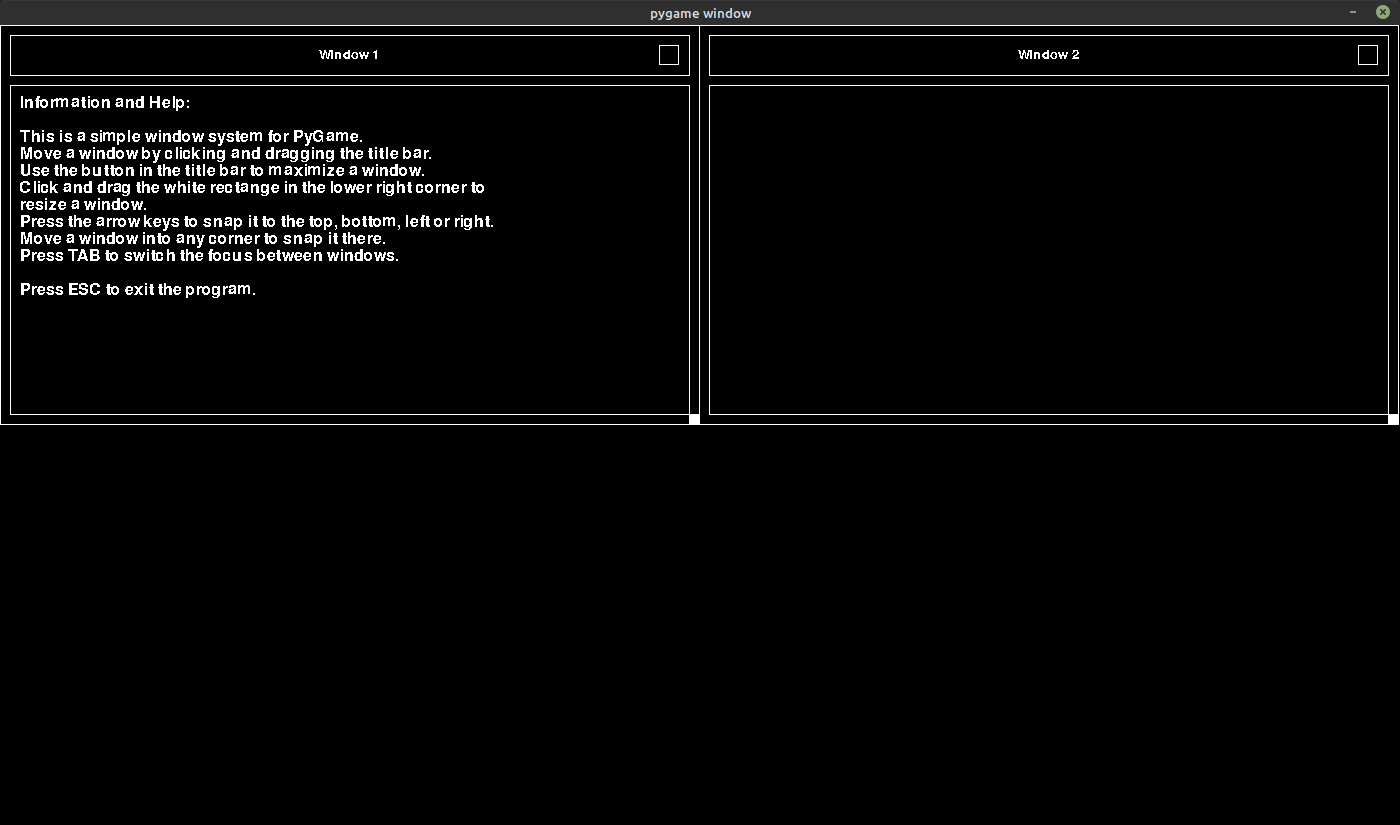 pygame window
Window 1
Window 2
Information and Help:
This is a simple window system for PyGame.
Move a window by clicking and dragging the title bar.
Use the button in the title bar to maximize a window.
Click and drag the white rectange in the lower right corner to
resize a window.
Press the arrow keys to snap it to the top, bottom, left or right.
Move a window into any corner to snap it there.
Press TAB to switch the focus between windows.
Press ESC to exit the program.